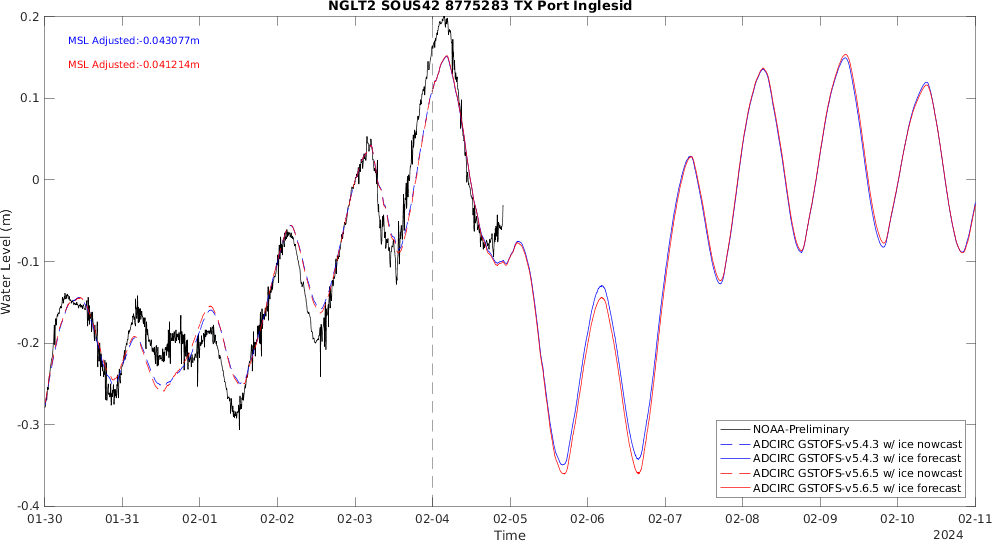 NGLT2 SOUS42 8775283 TX Port Inglesid
MSL Adjusted:-0.043077m
MSL Adjusted:-0.041214m
0.2
0.1
0
-0.1
-0.2
-0.3
-0.4
Water Level (m)
NOAA-Preliminary
ADCIRC GSTOFS-v5.4.3 w/ ice nowcast
ADCIRC GSTOFS-v5.4.3 w/ ice forecast
ADCIRC GSTOFS-v5.6.5 w/ ice nowcast
ADCIRC GSTOFS-v5.6.5 w/ ice forecast
01-30 01-31 02-01 02-02 02-03 02-04 02-05 02-06 02-07 02-08 02-09 02-10 02-11
Time
2024